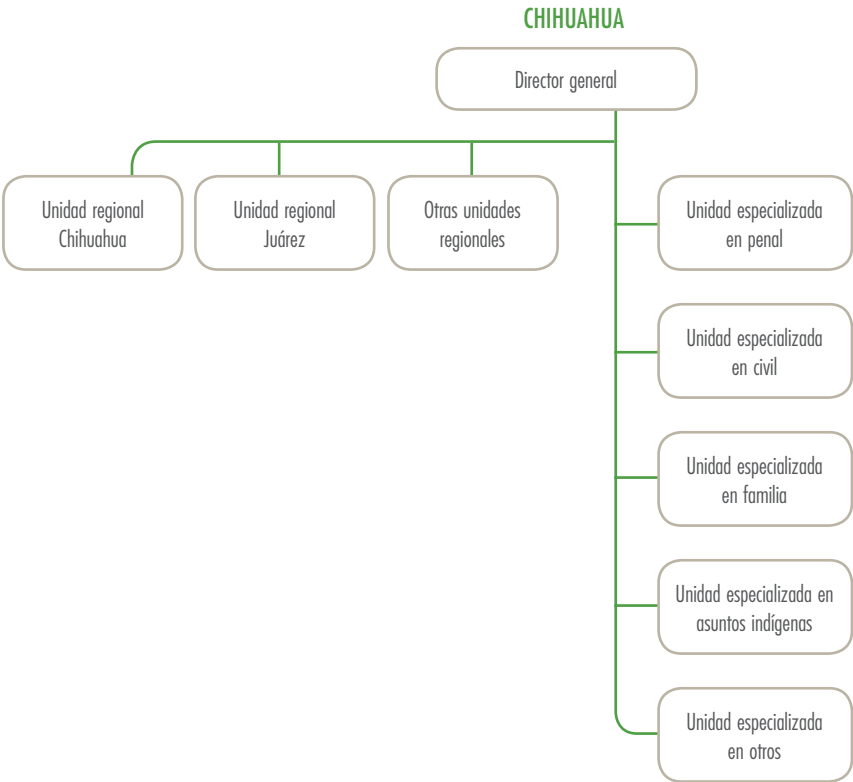 CHIHUAHUA
Director general
Unidad regional
Chihuahua
Unidad regional
Juárez
Otras unidades
regionales
Unidad especializada
en penal
Unidad especializada
en civil
Unidad especializada
en familia
Unidad especializada en
asuntos indígenas
Unidad especializada
en otros